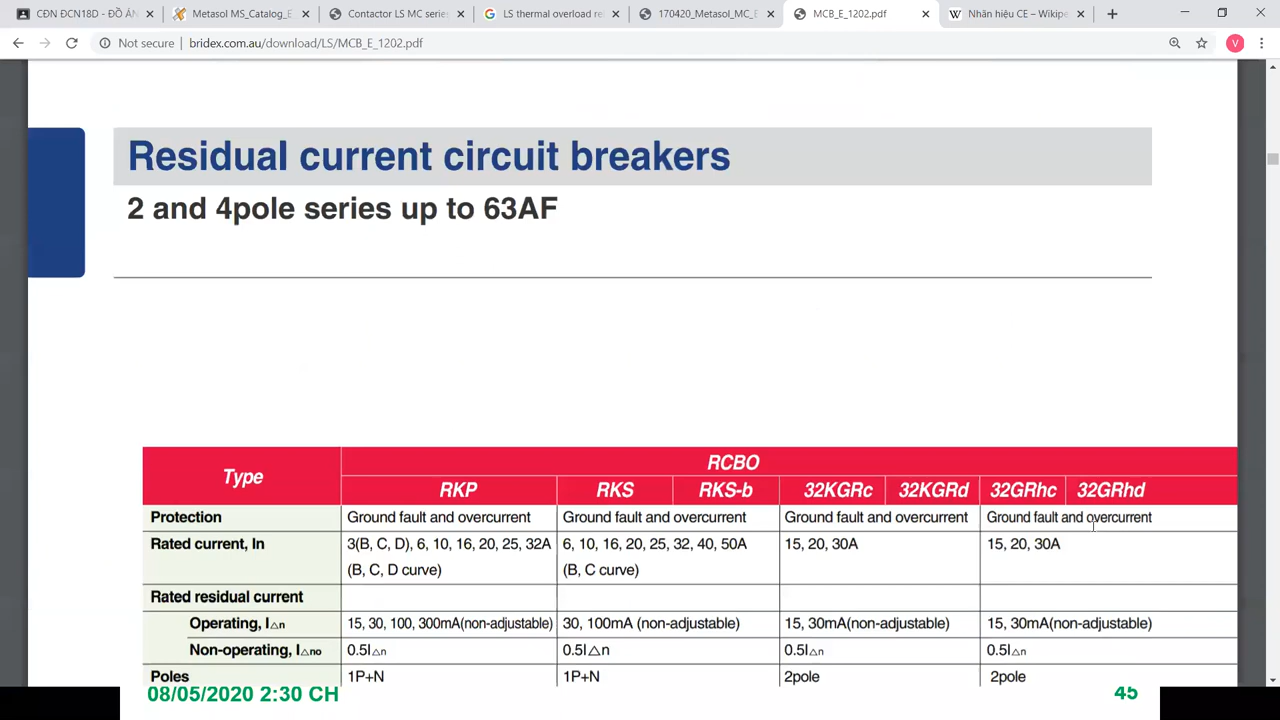 CĐN ĐCN18D - ĐỒ ÁN
Metasol MS_Catalog_E
Contactor LS MC series
LS thermal overload re
170420_Metasol_MC_E
MCB_E_1202.pdf
Nhãn hiệu CE – Wikipe
Not secure | bridex.com.au/download/LS/MCB_E_1202.pdf
V
Residual current circuit breakers
2 and 4pole series up to 63AF
Type
RCBO
RKP RKS RKS-b 32KGRc 32KGRd 32GRhc 32GRhd
Protection Ground fault and overcurrent Ground fault and overcurrent Ground fault and overcurrent Ground fault and overcurrent
Rated current, In 3(B, C, D), 6, 10, 16, 20, 25, 32A 6, 10, 16, 20, 25, 32, 40, 50A 15, 20, 30A 15, 20, 30A
(B, C, D curve) (B, C curve)
Rated residual current
Operating, I△n 15, 30, 100, 300mA(non-adjustable) 30, 100mA (non-adjustable) 15, 30mA(non-adjustable) 15, 30mA(non-adjustable)
Non-operating, I△no 0.5I△n 0.5I△n 0.5I△n 0.5I△n
Poles 1P+N 1P+N 2pole 2pole
08/05/2020 2:30 CH 45